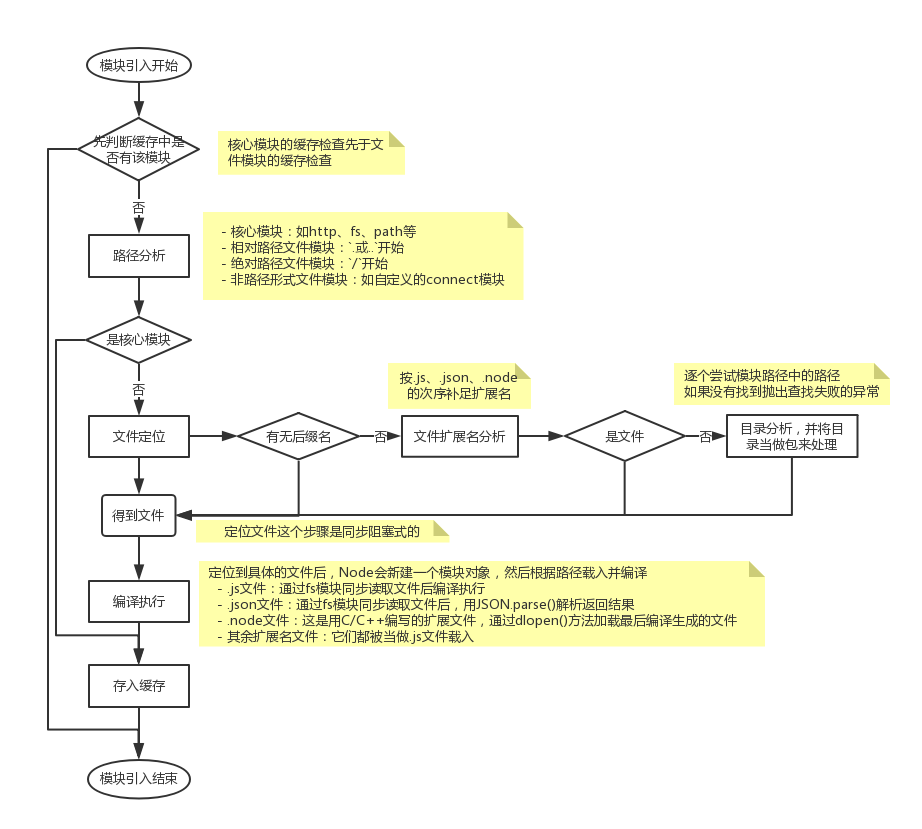 模块引入开始
先判断缓存中是
否有该模块
核心模块的缓存检查先于文
件模块的缓存检查
否
路径分析
- 核心模块：如http、fs、path等
- 相对路径文件模块：`.或..`开始
- 绝对路径文件模块：`/`开始
- 非路径形式文件模块：如自定义的connect模块
是核心模块
否
按.js、.json、.node
的次序补足扩展名
逐个尝试模块路径中的路径
如果没有找到抛出查找失败的异常
文件定位
有无后缀名
否
文件扩展名分析
是文件
否
目录分析，并将目
录当做包来处理
得到文件
定位文件这个步骤是同步阻塞式的
定位到具体的文件后，Node会新建一个模块对象，然后根据路径载入并编译
- .js文件：通过fs模块同步读取文件后编译执行
- .json文件：通过fs模块同步读取文件后，用JSON.parse()解析返回结果
- .node文件：这是用C/C++编写的扩展文件，通过dlopen()方法加载最后编译生成的文件
- 其余扩展名文件：它们都被当做.js文件载入
编译执行
存入缓存
模块引入结束